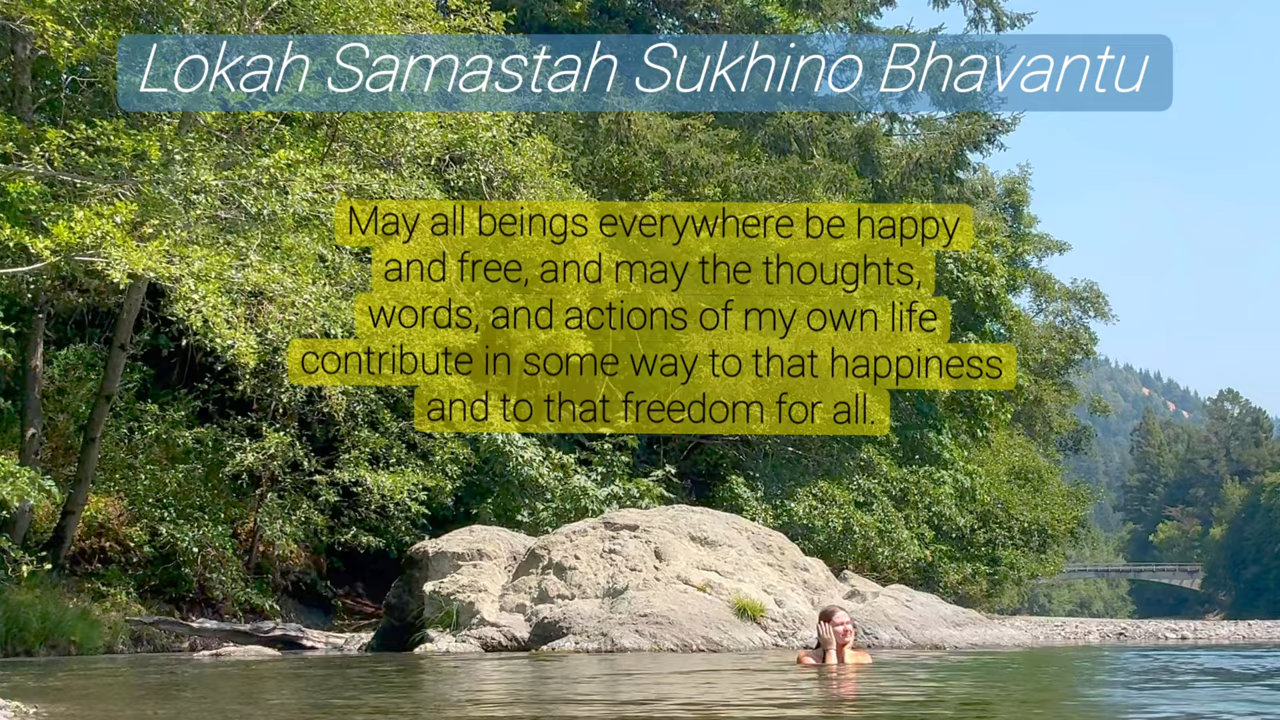 Lokah Samastah Sukhino Bhavantu
May all beings everywhere be happy
and free, and may the thoughts,
words, and actions of my own life
contribute in some way to that happiness
and to that freedom for all.